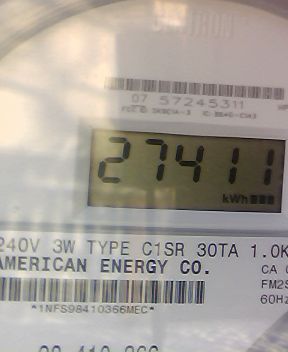 07 57245311
27411
kWh
240V 3W TYPE C1SR 30TA 1.0K
AMERICAN ENERGY CO.
CA
FM2S
60Hz
*1NFS98410366MEC*